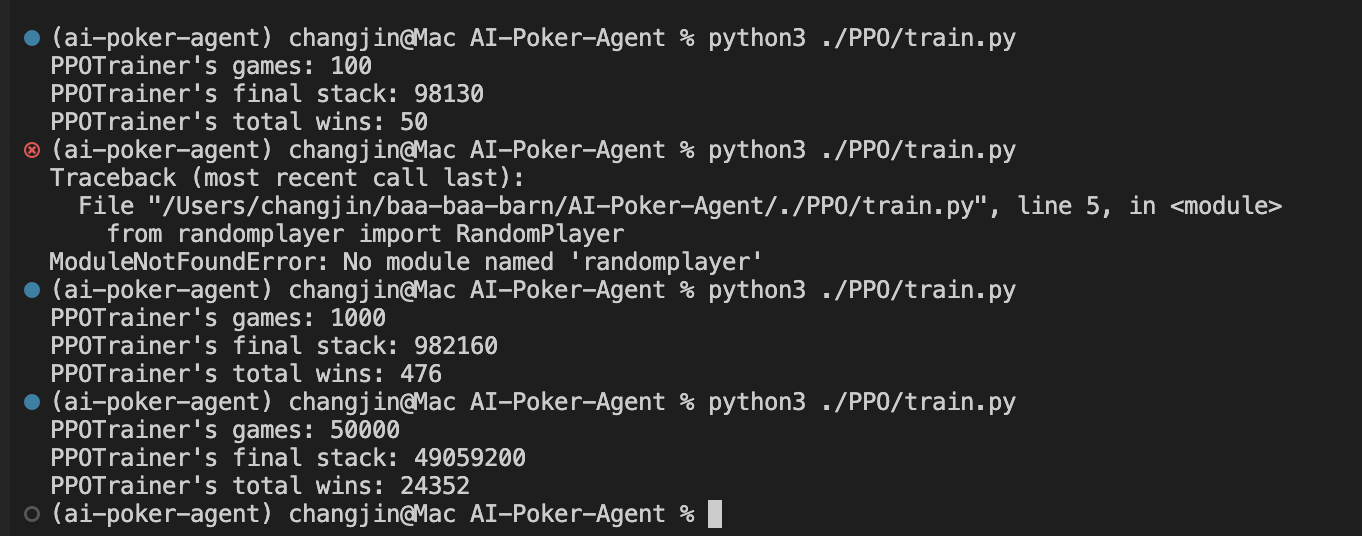 (ai-poker-agent) changjin@Mac AI-Poker-Agent % python3 ./PPO/train.py
PPOTrainer's games: 100
PPOTrainer's final stack: 98130
PPOTrainer's total wins: 50
(ai-poker-agent) changjin@Mac AI-Poker-Agent % python3 ./PPO/train.py
Traceback (most recent call last):
  File "/Users/changjin/baa-baa-barn/AI-Poker-Agent/./PPO/train.py", line 5, in <module>
    from randomplayer import RandomPlayer
ModuleNotFoundError: No module named 'randomplayer'
(ai-poker-agent) changjin@Mac AI-Poker-Agent % python3 ./PPO/train.py
PPOTrainer's games: 1000
PPOTrainer's final stack: 982160
PPOTrainer's total wins: 476
(ai-poker-agent) changjin@Mac AI-Poker-Agent % python3 ./PPO/train.py
PPOTrainer's games: 50000
PPOTrainer's final stack: 49059200
PPOTrainer's total wins: 24352
(ai-poker-agent) changjin@Mac AI-Poker-Agent %